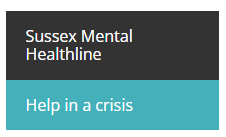 Sussex Mental
Healthline
Help in a crisis